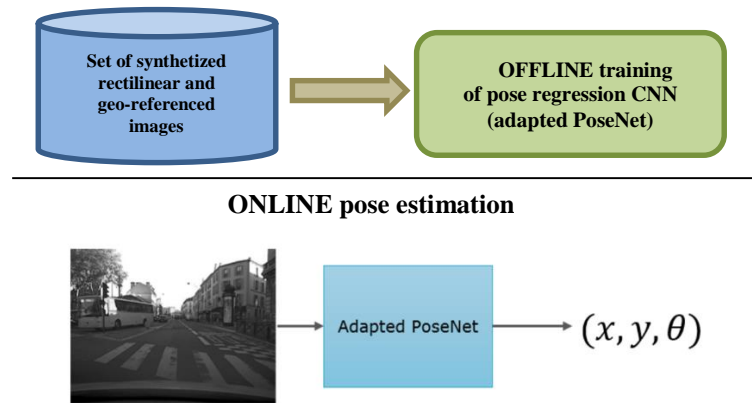 Set of synthetized
rectilinear and
geo-referenced
images
OFFLINE training
of pose regression CNN
(adapted PoseNet)
ONLINE pose estimation
Adapted PoseNet
(x, y, θ)